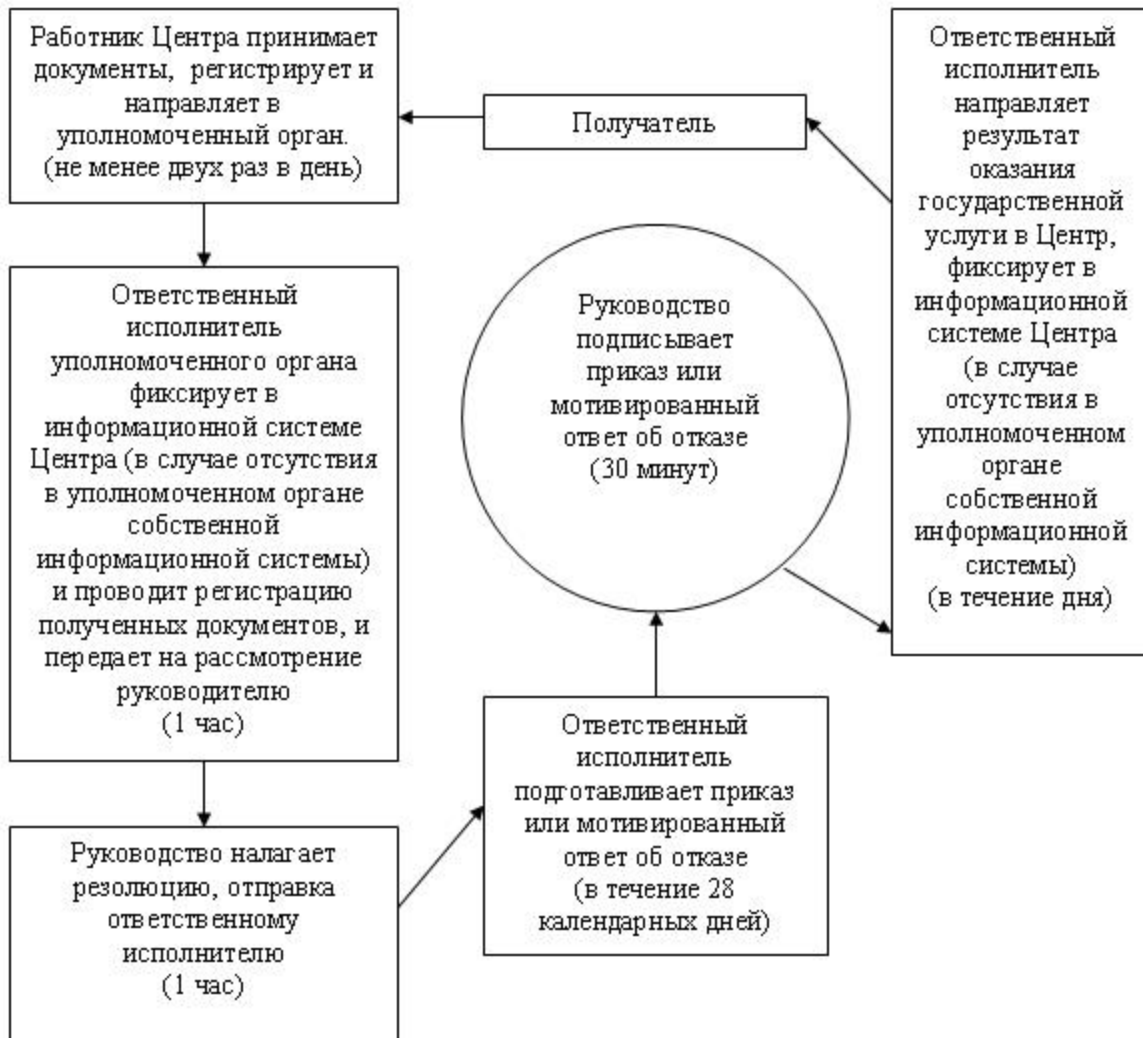 Получатель
Работник Центра принимает
документы, регистрирует и
направляет в
уполномоченный орган.
(не менее двух раз в день)
Ответственный
исполнитель
уполномоченного органа
фиксирует в
информационной системе
Центра (в случае отсутствия
в уполномоченном органе
собственной
информационной системы)
и проводит регистрацию
полученных документов, и
передает на рассмотрение
руководителю
(1 час)
Руководство налагает
резолюцию, отправка
ответственному
исполнителю
(1 час)
Ответственный
исполнитель
подготавливает приказ
или мотивированный
ответ об отказе
(в течение 28
календарных дней)
Руководство
подписывает
приказ или
мотивированный
ответ об отказе
(30 минут)
Ответственный
исполнитель
направляет
результат
оказания
государственной
услуги в Центр,
фиксирует в
информационной
системе Центра
(в случае
отсутствия в
уполномоченном
органе
собственной
информационной
системы)
(в течение дня)